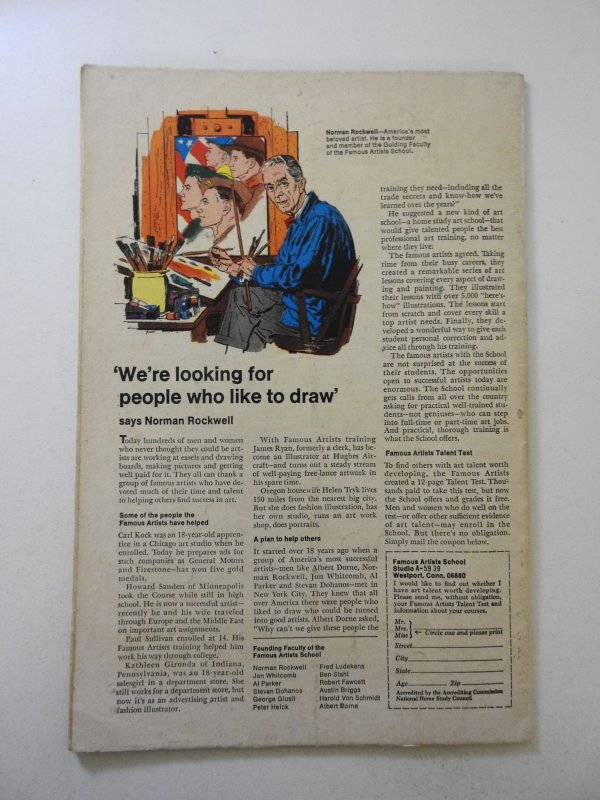 Norman Rockwell—America's most
beloved artist. He is a founder
and member of the Guiding Faculty
of the Famous Artists School.
'We're looking for
people who like to draw'
says Norman Rockwell
Today hundreds of men and women
who never thought they could be art-
ists are working at easels and drawing
boards, making pictures and getting
well paid for it. They all can thank a
group of famous artists who have de-
voted much of their time and talent
to helping others find success in art.
Some of the people the
Famous Artists have helped
Carl Kock was an 18-year-old appren-
tice in a Chicago art studio when he
enrolled. Today he prepares ads for
such companies as General Motors
and Firestone—has won five gold
medals.
Howard Sanden of Minneapolis
took the Course while still in high
school. He is now a successful artist—
recently he and his wife traveled
through Europe and the Middle East
on important art assignments.
Paul Sullivan enrolled at 14. His
Famous Artists training helped him
work his way through college.
Kathleen Gironda of Indiana,
Pennsylvania, was an 18-year-old
salesgirl in a department store. She
still works for a department store, but
now it's as an advertising artist and
fashion illustrator.
With Famous Artists training
James Ryan, formerly a clerk, has be-
come an illustrator at Hughes Air-
craft—and turns out a steady stream
of well-paying free-lance artwork in
his spare time.
Oregon housewife Helen Tryk lives
150 miles from the nearest big city.
But she does fashion illustration, has
her own studio, runs an art work
shop, does portraits.
A plan to help others
It started over 18 years ago when a
group of America's most successful
artists—men like Albert Dorne, Nor-
man Rockwell, Jon Whitcomb, Al
Parker and Stevan Dohanos—met in
New York City. They knew that all
over America there were people who
liked to draw who could be turned
into good artists. Albert Dorne asked,
"Why can't we give these people the
Founding Faculty of the
Famous Artists School
Norman Rockwell
Jon Whitcomb
Al Parker
Stevan Dohanos
George Giusti
Peter Helck
Fred Ludekens
Ben Stahl
Robert Fawcett
Austin Briggs
Harold Von Schmidt
Albert Dorne
training they need—including all the
trade secrets and know-how we've
learned over the years?"
He suggested a new kind of art
school—a home study art school—that
would give talented people the best
professional art training, no matter
where they live.
The famous artists agreed. Taking
time from their busy careers, they
created a remarkable series of art
lessons covering every aspect of draw-
ing and painting. They illustrated
their lessons with over 5,000 "here's-
how" illustrations. The lessons start
from scratch and cover every skill a
top artist needs. Finally, they de-
veloped a wonderful way to give each
student personal correction and ad-
vice all through his training.
The famous artists with the School
are not surprised at the success of
their students. The opportunities
open to successful artists today are
enormous. The School continually
gets calls from all over the country
asking for practical well-trained stu-
dents—not geniuses—who can step
into full-time or part-time art jobs.
And practical, thorough training is
what the School offers.
Famous Artists Talent Test
To find others with art talent worth
developing, the Famous Artists
created a 12-page Talent Test. Thou-
sands paid to take this test, but now
the School offers and grades it free.
Men and women who do well on the
test—or offer other sufficient evidence
of art talent—may enroll in the
School. But there's no obligation.
Simply mail the coupon below.
Famous Artists School
Studio A-5939
Westport, Conn. 06880
I would like to find out whether I
have art talent worth developing.
Please send me, without obligation,
your Famous Artists Talent Test and
information about your courses.
Mr.
Mrs.
Miss Circle one and please print
Street
City
State
Age Zip
Accredited by the Accrediting Commission
National Home Study Council